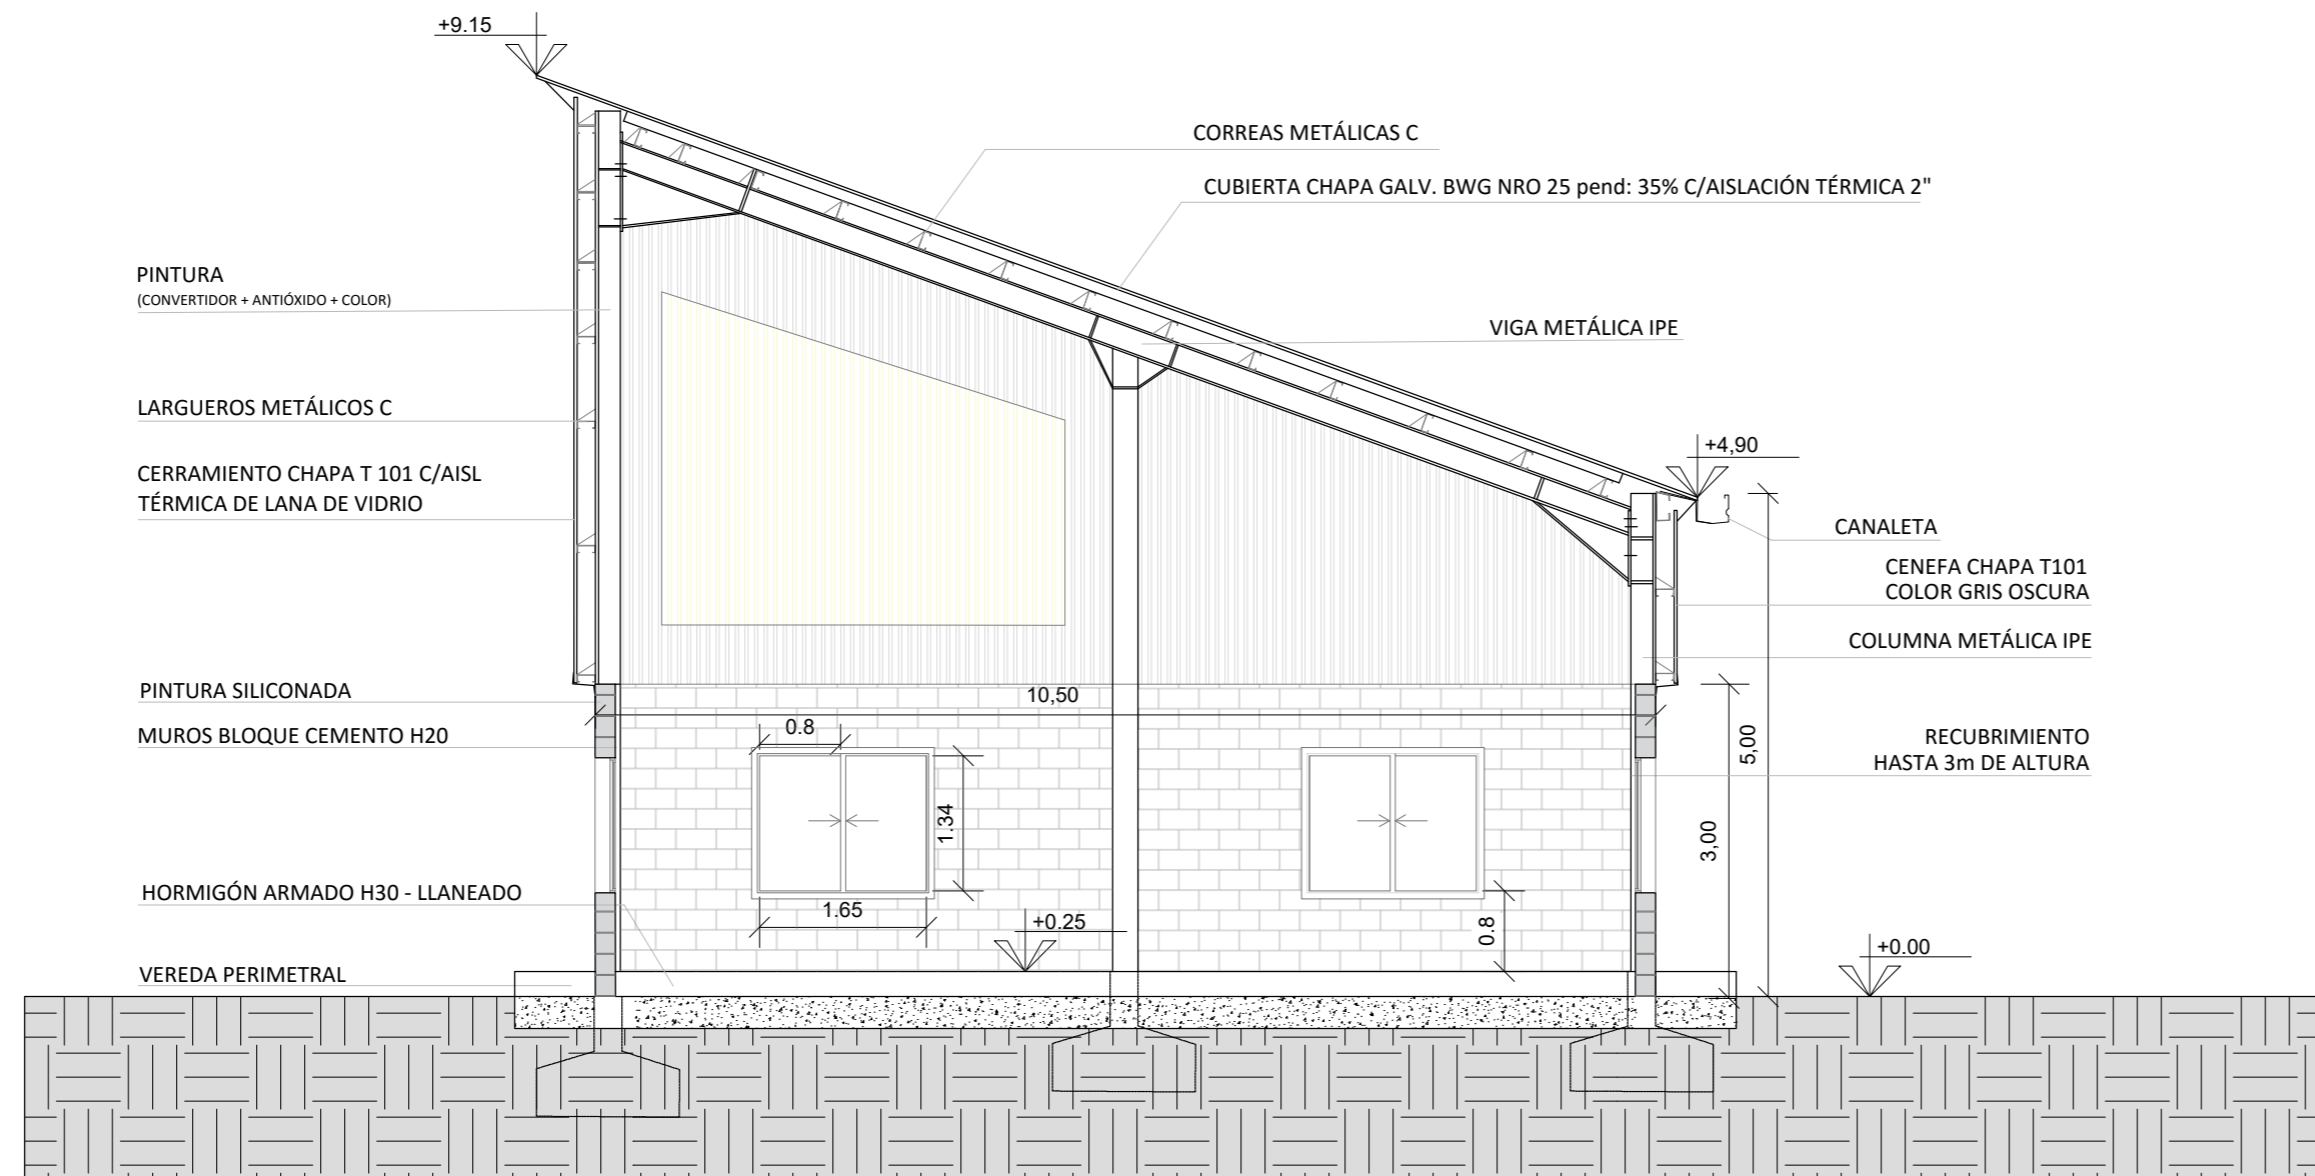 +9.15
CORREAS METÁLICAS C
CUBIERTA CHAPA GALV. BWG NRO 25 pend: 35% C/AISLACIÓN TÉRMICA 2"
PINTURA
(CONVERTIDOR + ANTIÓXIDO + COLOR)
VIGA METÁLICA IPE
LARGUEROS METÁLICOS C
+4,90
CERRAMIENTO CHAPA T 101 C/AISL
TÉRMICA DE LANA DE VIDRIO
CANALETA
CENEFA CHAPA T101
COLOR GRIS OSCURA
COLUMNA METÁLICA IPE
PINTURA SILICONADA
10,50
MUROS BLOQUE CEMENTO H20
0.8
5,00
RECUBRIMIENTO
HASTA 3m DE ALTURA
1.34
3,00
HORMIGÓN ARMADO H30 - LLANEADO
1.65
+0.25
0.8
+0.00
VEREDA PERIMETRAL